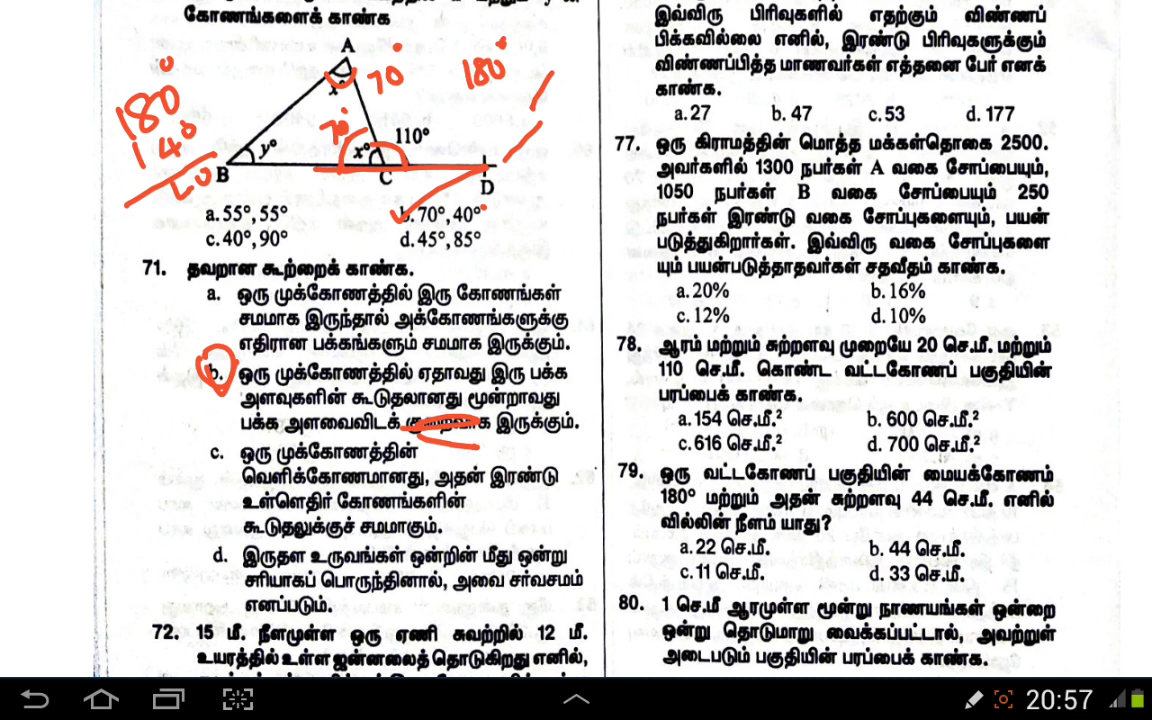 கோணங்களைக் காண்க
A
x°
70°
180°
180
140
40
70°
110°
y°
x°
B
C
D
a. 55°, 55°
b. 70°, 40°
c. 40°, 90°
d. 45°, 85°
71. தவறான கூற்றைக் காண்க.
a. ஒரு முக்கோணத்தில் இரு கோணங்கள்
சமமாக இருந்தால் அக்கோணங்களுக்கு
எதிரான பக்கங்களும் சமமாக இருக்கும்.
b. ஒரு முக்கோணத்தில் ஏதாவது இரு பக்க
அளவுகளின் கூடுதலானது மூன்றாவது
பக்க அளவைவிடக் குறைவாக இருக்கும்.
c. ஒரு முக்கோணத்தின்
வெளிக்கோணமானது, அதன் இரண்டு
உள்ளெதிர் கோணங்களின்
கூடுதலுக்குச் சமமாகும்.
d. இருதள உருவங்கள் ஒன்றின் மீது ஒன்று
சரியாகப் பொருந்தினால், அவை சர்வசமம்
எனப்படும்.
72. 15 மீ. நீளமுள்ள ஒரு ஏணி சுவற்றில் 12 மீ.
உயரத்தில் உள்ள ஜன்னலைத் தொடுகிறது எனில்,
இவ்விரு பிரிவுகளில் எதற்கும் விண்ணப்
பிக்கவில்லை எனில், இரண்டு பிரிவுகளுக்கும்
விண்ணப்பித்த மாணவர்கள் எத்தனை பேர் எனக்
காண்க.
a. 27 b. 47 c. 53 d. 177
77. ஒரு கிராமத்தின் மொத்த மக்கள்தொகை 2500.
அவர்களில் 1300 நபர்கள் A வகை சோப்பையும்,
1050 நபர்கள் B வகை சோப்பையும் 250
நபர்கள் இரண்டு வகை சோப்புகளையும், பயன்
படுத்துகிறார்கள். இவ்விரு வகை சோப்புகளை
யும் பயன்படுத்தாதவர்கள் சதவீதம் காண்க.
a. 20% b. 16%
c. 12% d. 10%
78. ஆரம் மற்றும் சுற்றளவு முறையே 20 செ.மீ. மற்றும்
110 செ.மீ. கொண்ட வட்டகோணப் பகுதியின்
பரப்பைக் காண்க.
a. 154 செ.மீ.² b. 600 செ.மீ.²
c. 616 செ.மீ.² d. 700 செ.மீ.²
79. ஒரு வட்டகோணப் பகுதியின் மையக்கோணம்
180° மற்றும் அதன் சுற்றளவு 44 செ.மீ. எனில்
வில்லின் நீளம் யாது?
a. 22 செ.மீ. b. 44 செ.மீ.
c. 11 செ.மீ. d. 33 செ.மீ.
80. 1 செ.மீ ஆரமுள்ள மூன்று நாணயங்கள் ஒன்றை
ஒன்று தொடுமாறு வைக்கப்பட்டால், அவற்றுள்
அடைபடும் பகுதியின் பரப்பைக் காண்க.
20:57